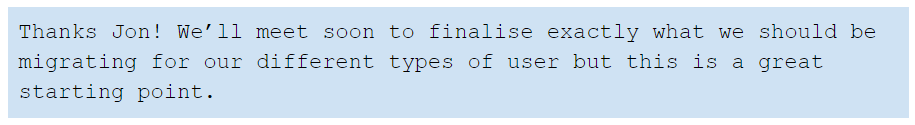 Thanks Jon! We’ll meet soon to finalise exactly what we should be
migrating for our different types of user but this is a great
starting point.